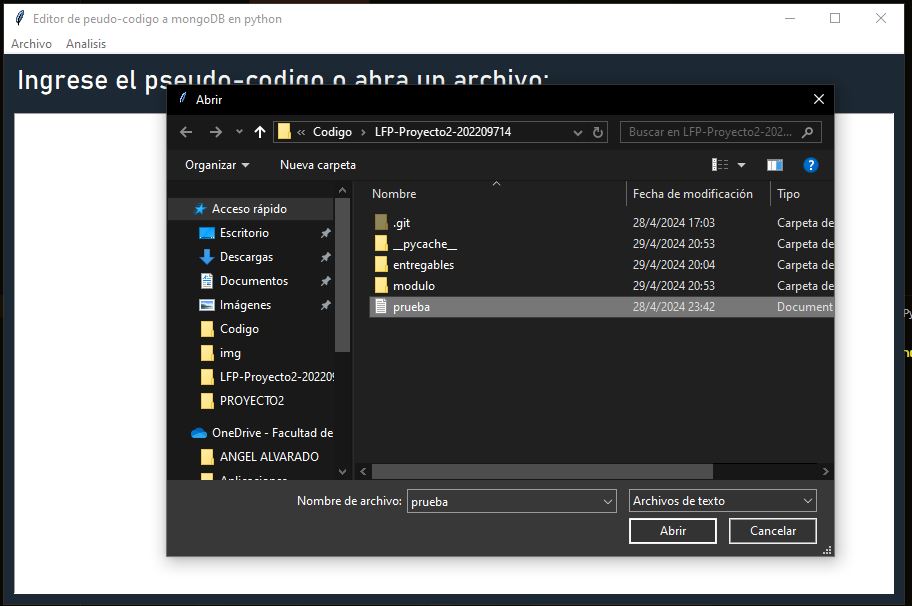 Editor de peudo-codigo a mongoDB en python
Archivo Analisis
Ingrese el pseudo-codigo o abra un archivo:
Abrir
« Codigo › LFP-Proyecto2-202209714
Buscar en LFP-Proyecto2-202...
Organizar Nueva carpeta
Nombre Fecha de modificación Tipo
Acceso rápido
Escritorio
Descargas
Documentos
Imágenes
Codigo
img
LFP-Proyecto2-20220
PROYECTO2
OneDrive - Facultad de
ANGEL ALVARADO
Aplicaciones
.git 28/4/2024 17:03 Carpeta de
__pycache__ 29/4/2024 20:53 Carpeta de
entregables 29/4/2024 20:04 Carpeta de
modulo 29/4/2024 20:53 Carpeta de
prueba 28/4/2024 23:42 Document
Nombre de archivo: prueba Archivos de texto
Abrir Cancelar
Py